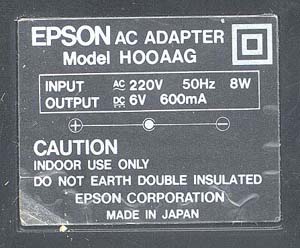 EPSON AC ADAPTER
Model H00AAG
INPUT AC 220V 50Hz 8W
OUTPUT DC 6V 600mA
+ −
CAUTION
INDOOR USE ONLY
DO NOT EARTH DOUBLE INSULATED
EPSON CORPORATION
MADE IN JAPAN